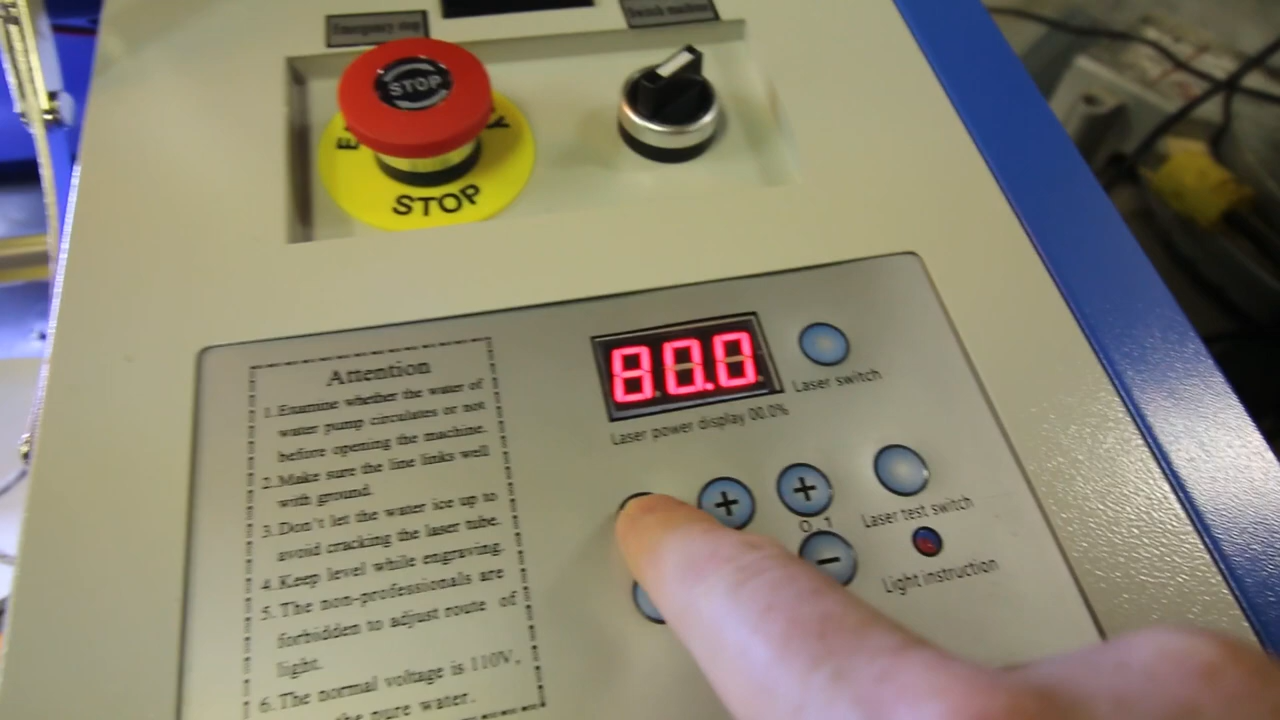 Emergency stop
Switch machine
STOP
STOP
80.0
Laser switch
Laser power display 00.0%
Attention
1.Examine whether the water of
water pump circulates or not
before opening the machine.
2.Make sure the line links well
with ground.
3.Don't let the water ice up to
avoid cracking the laser tube.
4.Keep level while engraving.
5.The non-professionals are
forbidden to adjust route of
light.
6.The normal voltage is 110V,
the pure water.
+
+
0.1
−
Laser test switch
Light instruction